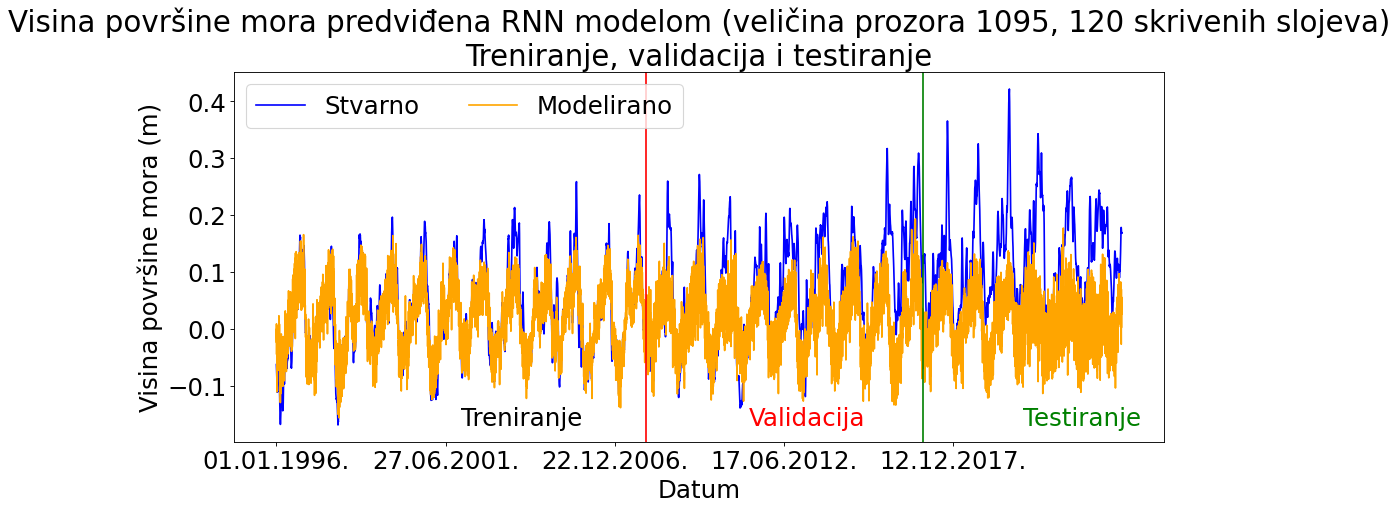 Visina površine mora predviđena RNN modelom (veličina prozora 1095, 120 skrivenih slojeva)
Treniranje, validacija i testiranje
Stvarno
Modelirano
Visina površine mora (m)
0.4
0.3
0.2
0.1
0.0
−0.1
Treniranje
Validacija
Testiranje
01.01.1996.
27.06.2001.
22.12.2006.
17.06.2012.
12.12.2017.
Datum